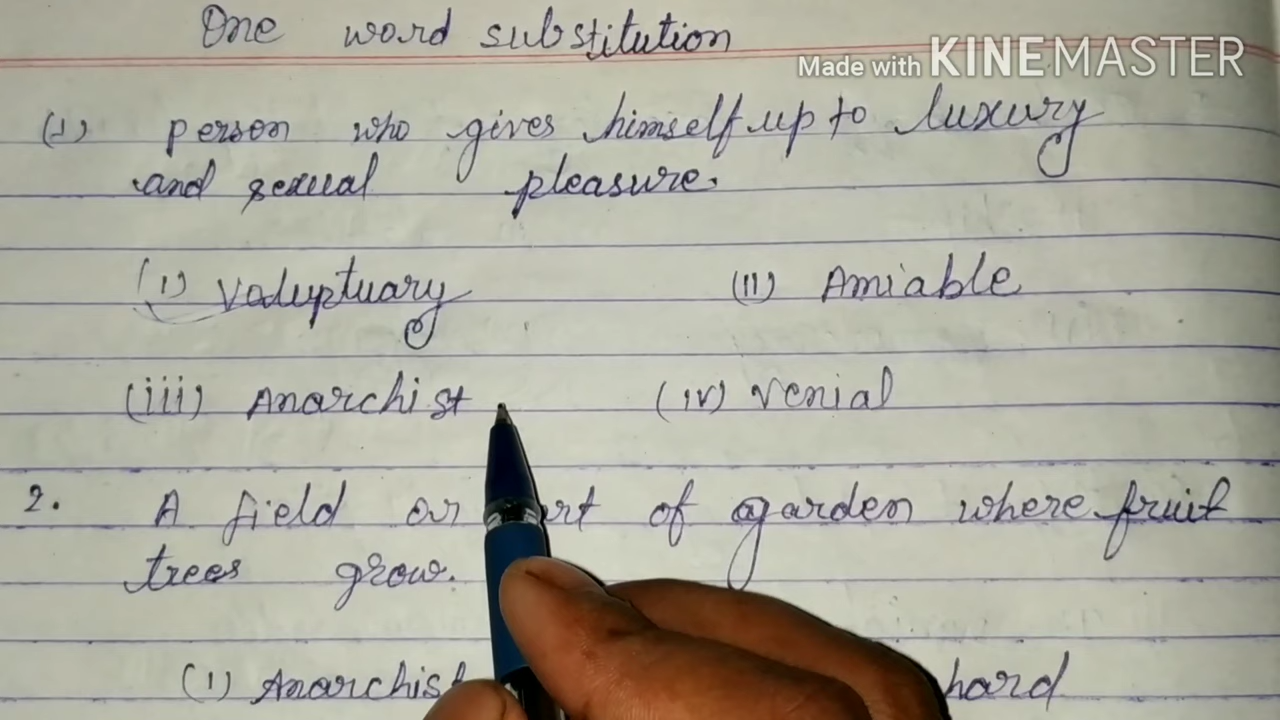 One word substitution
Made with KINEMASTER
(1) person who gives himself up to luxury
and sexual pleasure.
(1) Voluptuary (II) Amiable
(iii) Anarchist (IV) Venial
2. A field or of garden where fruit
trees grow.
(1) Anarchist